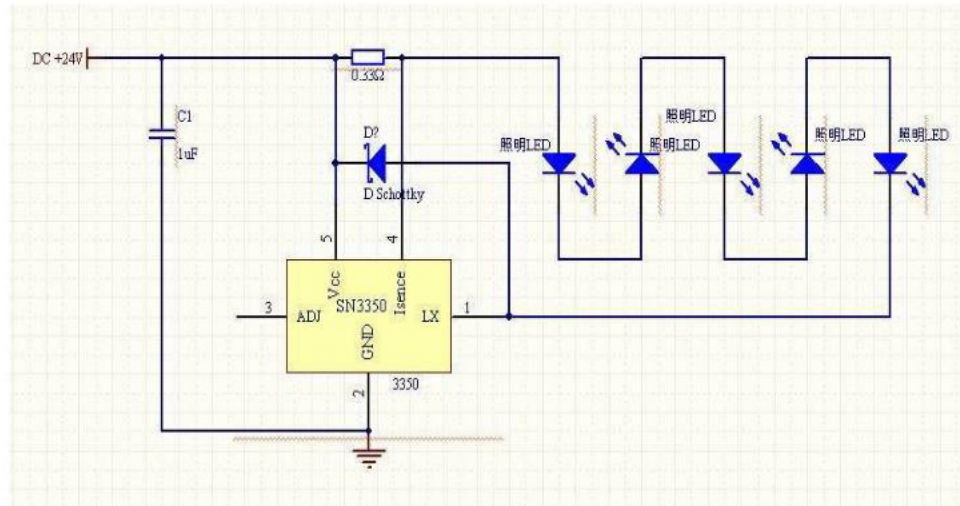 DC +24V
0.33Ω
C1
1uF
D?
D Schottky
照明LED
照明LED
照明LED
照明LED
照明LED
5
4
Vcc
Isence
3
ADJ
SN3350
LX
1
GND
3350
2